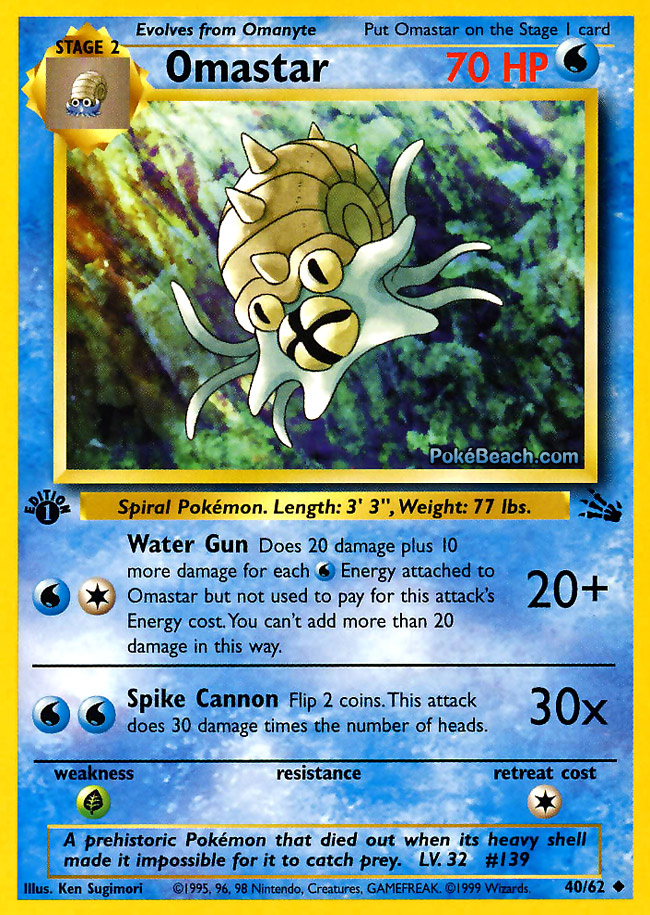 Evolves from Omanyte
Put Omastar on the Stage 1 card
STAGE 2
Omastar
70 HP
PokéBeach.com
EDITION
1
Spiral Pokémon. Length: 3' 3", Weight: 77 lbs.
Water Gun Does 20 damage plus 10
more damage for each Energy attached to
Omastar but not used to pay for this attack's
Energy cost. You can't add more than 20
damage in this way.
20+
Spike Cannon Flip 2 coins. This attack
does 30 damage times the number of heads.
30x
weakness
resistance
retreat cost
A prehistoric Pokémon that died out when its heavy shell
made it impossible for it to catch prey. LV. 32 #139
Illus. Ken Sugimori
©1995, 96, 98 Nintendo, Creatures, GAMEFREAK. ©1999 Wizards.
40/62